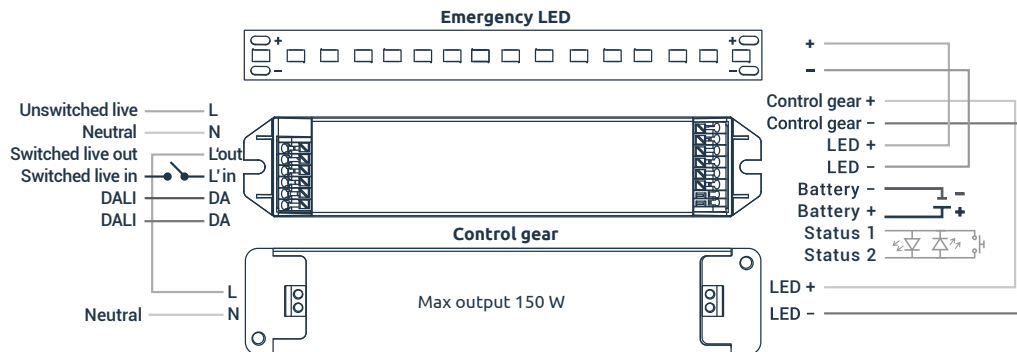 Emergency LED
+ +
- -
+
-
Unswitched live L
Neutral N
Switched live out L'out
Switched live in L' in
DALI DA
DALI DA
Control gear +
Control gear -
LED +
LED -
Battery - -
Battery + +
Status 1
Status 2
Control gear
L
Neutral N
Max output 150 W
LED +
LED -